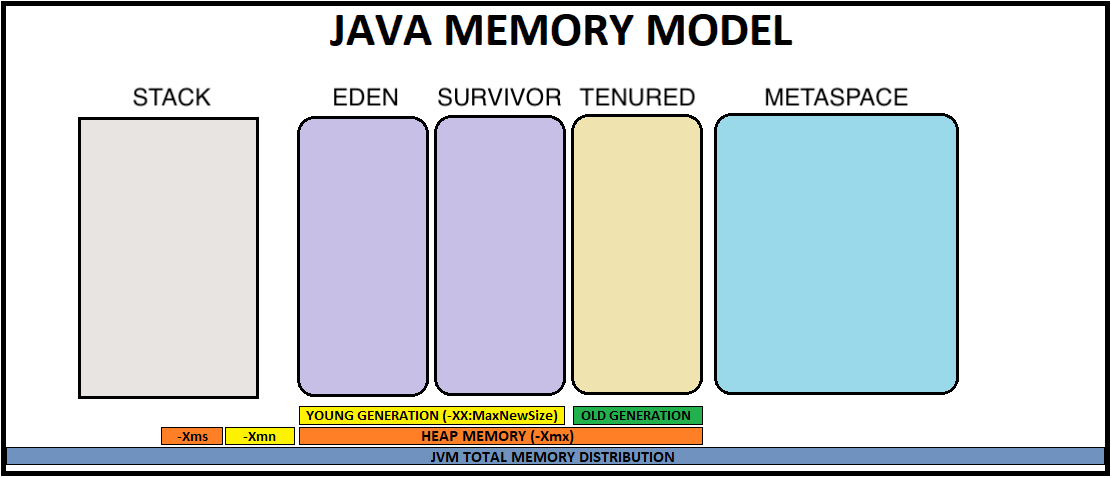 JAVA MEMORY MODEL
STACK EDEN SURVIVOR TENURED METASPACE
YOUNG GENERATION (-XX:MaxNewSize) OLD GENERATION
-Xms -Xmn HEAP MEMORY (-Xmx)
JVM TOTAL MEMORY DISTRIBUTION